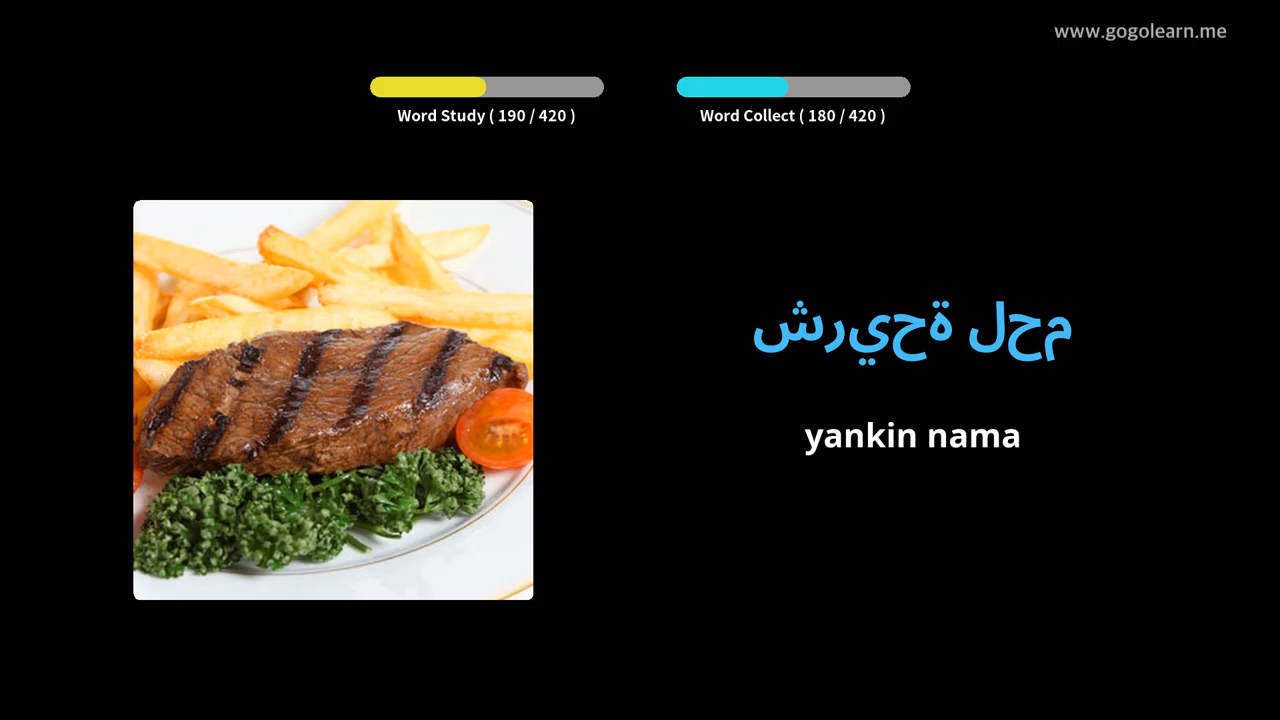 www.gogolearn.me
Word Study ( 190 / 420 )
Word Collect ( 180 / 420 )
شريحة لحم
yankin nama